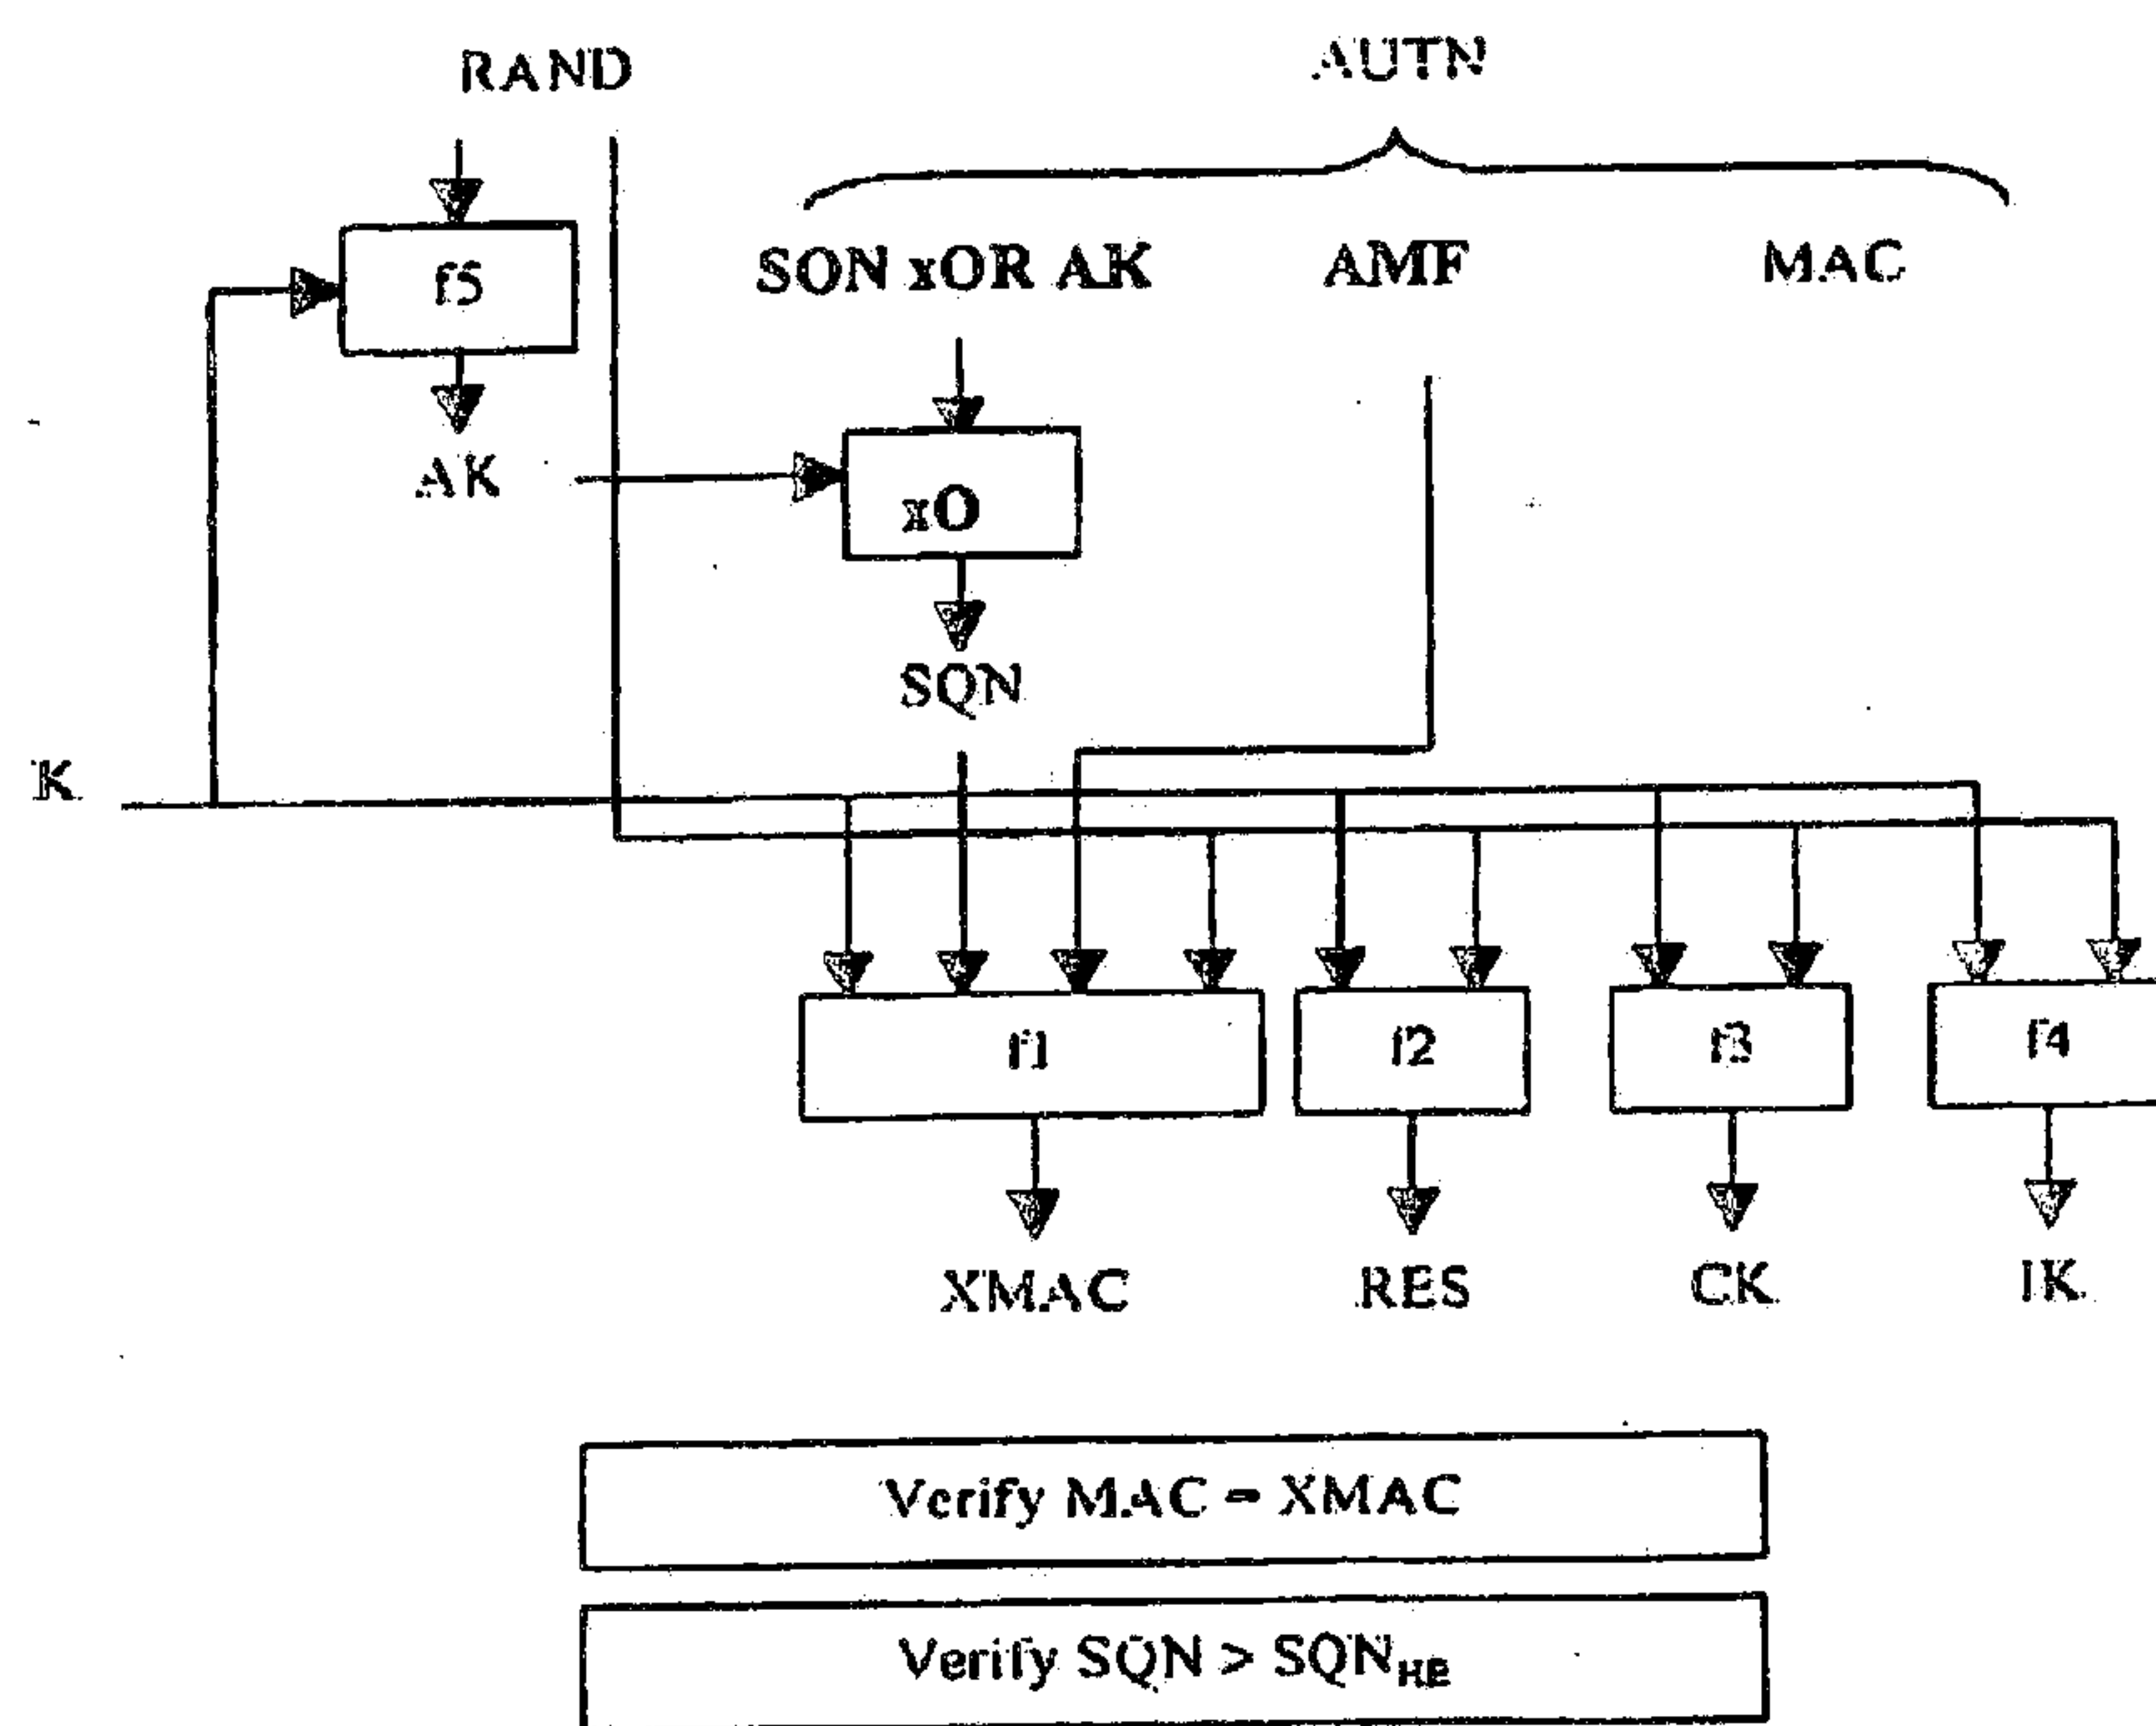 RAND
AUTN
f5
SON xOR AK
AMF
MAC
AK
xO
SQN
K
f1
f2
f3
f4
XMAC
RES
CK
IK
Verify MAC = XMAC
Verify SQN > SQN_HE